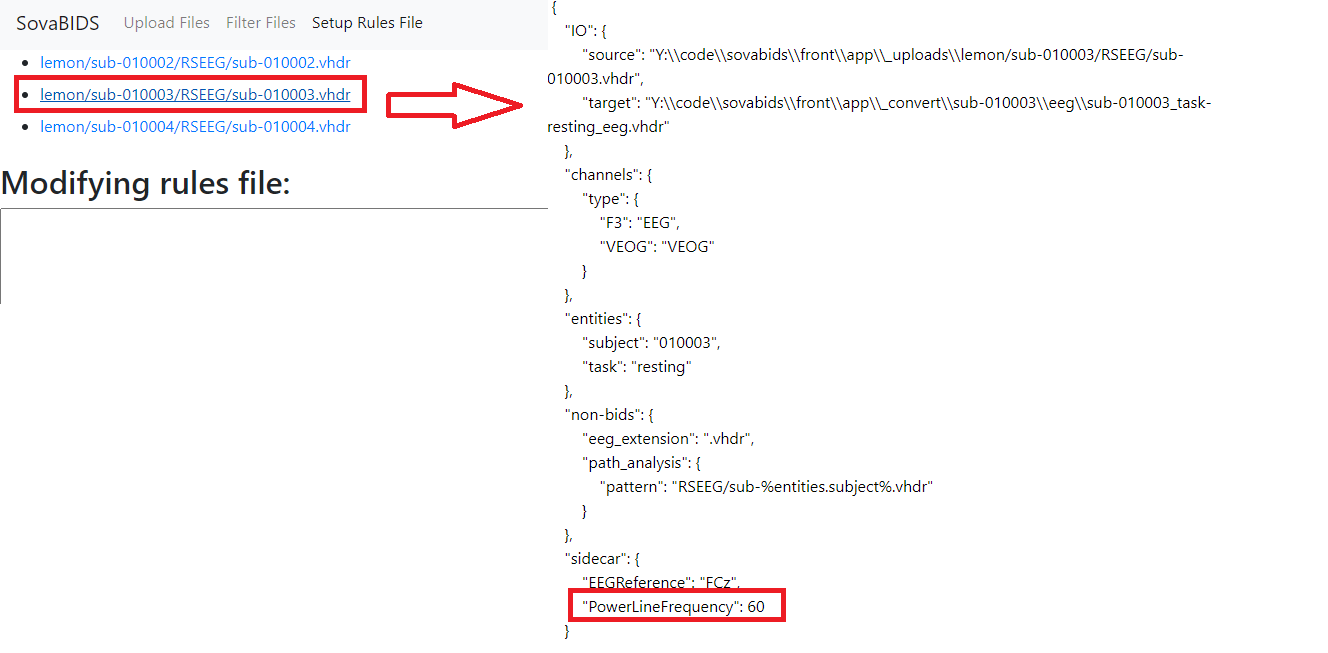 SovaBIDS Upload Files Filter Files Setup Rules File
lemon/sub-010002/RSEEG/sub-010002.vhdr
lemon/sub-010003/RSEEG/sub-010003.vhdr
lemon/sub-010004/RSEEG/sub-010004.vhdr
Modifying rules file:
{
"IO": {
"source": "Y:\\code\\sovabids\\front\\app\\_uploads\\lemon/sub-010003/RSEEG/sub-
010003.vhdr",
"target": "Y:\\code\\sovabids\\front\\app\\_convert\\sub-010003\\eeg\\sub-010003_task-
resting_eeg.vhdr"
},
"channels": {
"type": {
"F3": "EEG",
"VEOG": "VEOG"
}
},
"entities": {
"subject": "010003",
"task": "resting"
},
"non-bids": {
"eeg_extension": ".vhdr",
"path_analysis": {
"pattern": "RSEEG/sub-%entities.subject%.vhdr"
}
},
"sidecar": {
"EEGReference": "FCz",
"PowerLineFrequency": 60
}